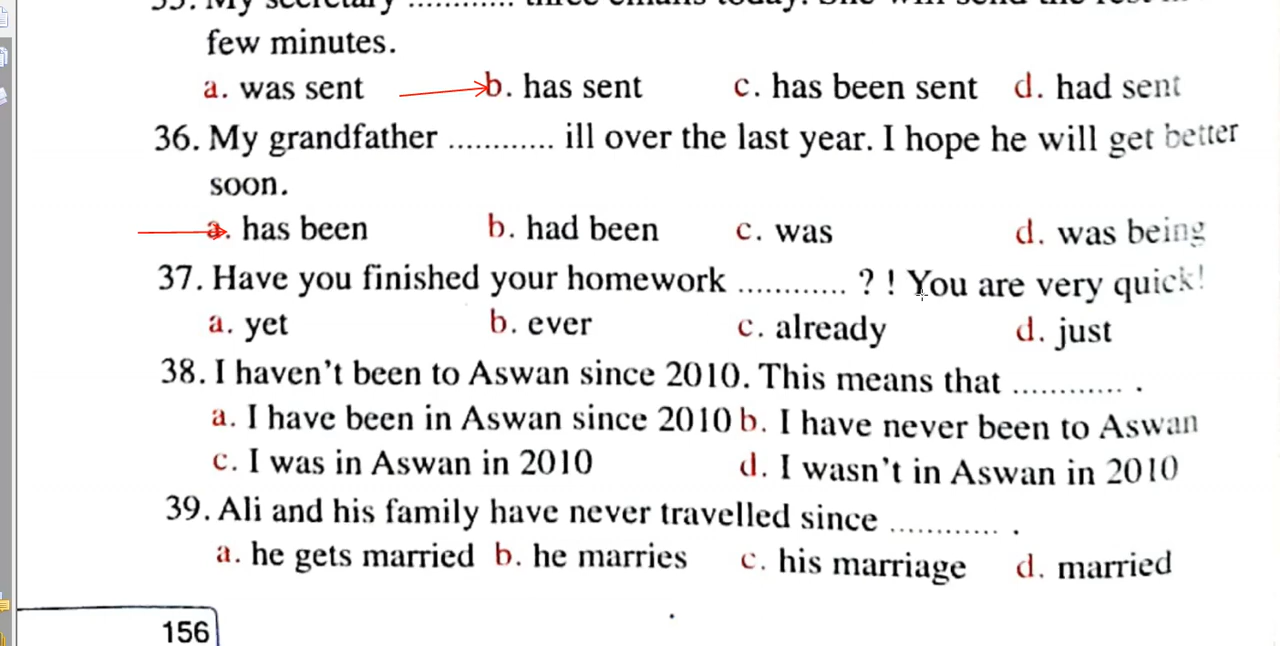 few minutes.
a. was sent b. has sent c. has been sent d. had sent
36. My grandfather ............ ill over the last year. I hope he will get better
soon.
a. has been b. had been c. was d. was being
37. Have you finished your homework ............ ? ! You are very quick!
a. yet b. ever c. already d. just
38. I haven't been to Aswan since 2010. This means that ............ .
a. I have been in Aswan since 2010 b. I have never been to Aswan
c. I was in Aswan in 2010 d. I wasn't in Aswan in 2010
39. Ali and his family have never travelled since ............ .
a. he gets married b. he marries c. his marriage d. married
156